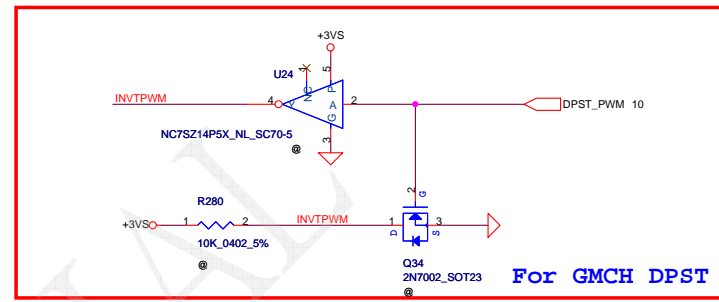 +3VS
U24
1
NC
5
P
INVTPWM
4
Y
A
2
DPST_PWM 10
G
3
NC7SZ14P5X_NL_SC70-5
@
R280
+3VS
1
2
INVTPWM
10K_0402_5%
@
2
G
1
D
S
3
Q34
2N7002_SOT23
@
For GMCH DPST